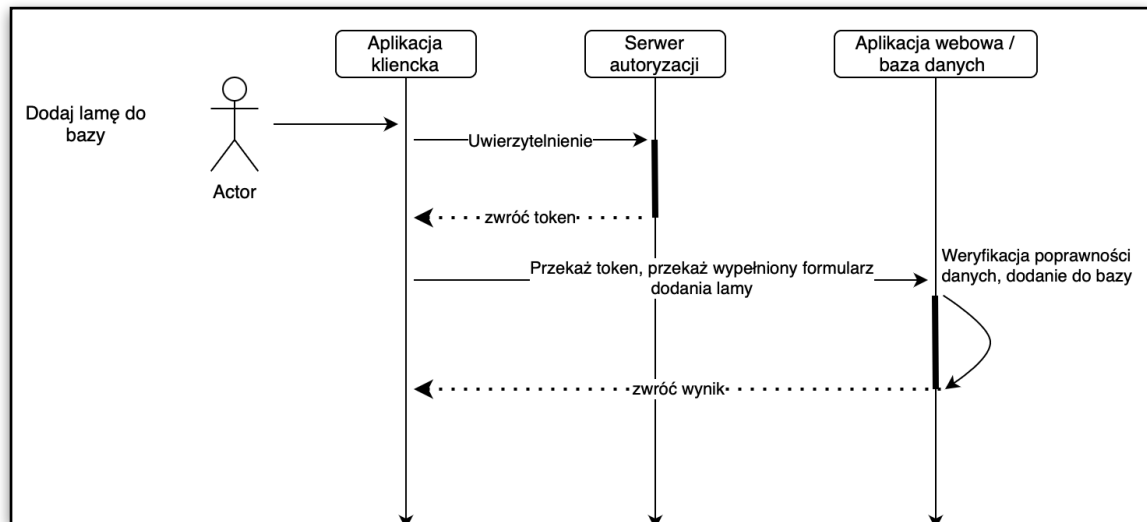 Aplikacja
kliencka
Serwer
autoryzacji
Aplikacja webowa /
baza danych
Dodaj lamę do
bazy
Actor
Uwierzytelnienie
zwróć token
Przekaż token, przekaż wypełniony formularz
dodania lamy
Weryfikacja poprawności
danych, dodanie do bazy
zwróć wynik